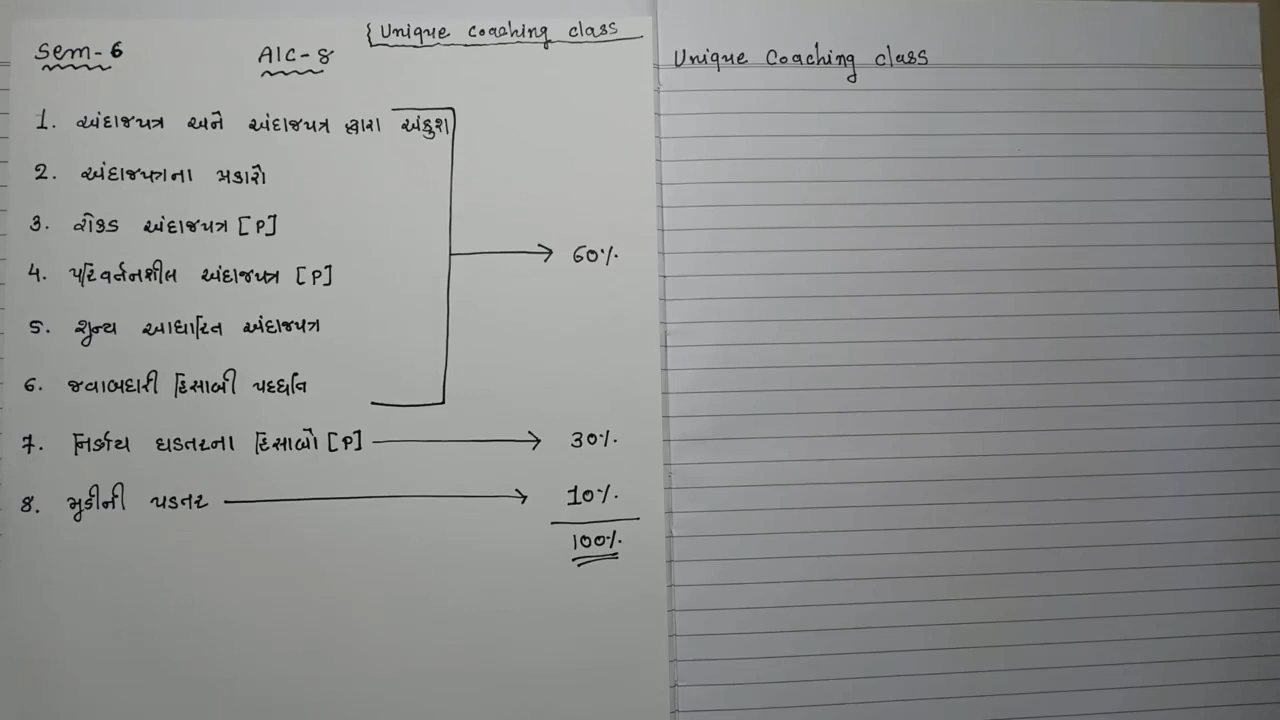 { Unique coaching class
Sem-6 A/C-8
1. અંદાજપત્ર અને અંદાજપત્ર દ્વારા અંકુશ
2. અંદાજપત્રના પ્રકારો
3. રોકડ અંદાજપત્ર [P]
4. પરિવર્તનશીલ અંદાજપત્ર [P]
5. શૂન્ય આધારિત અંદાજપત્ર
6. જવાબદારી હિસાબી પદ્ધતિ
60%.
7. નિર્ણય ઘડતરના હિસાબો [P] 30%.
8. મુડીની પડતર 10%.
100%.
Unique Coaching class